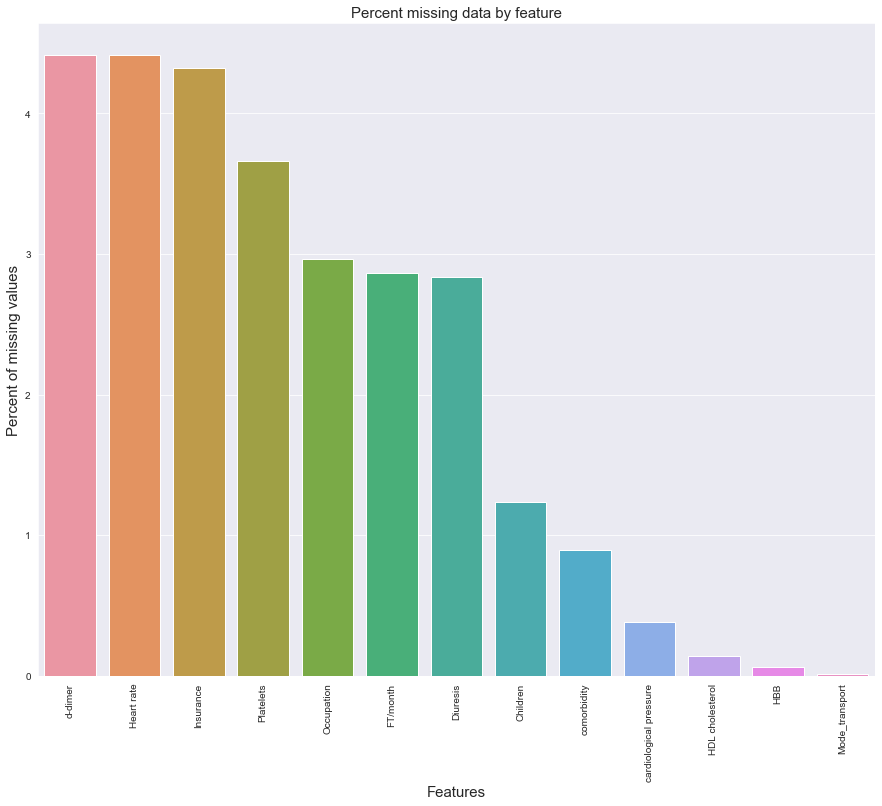 Percent missing data by feature
Percent of missing values
4
3
2
1
0
d-dimer
Heart rate
Insurance
Platelets
Occupation
FT/month
Diuresis
Children
comorbidity
cardiological pressure
HDL cholesterol
HBB
Mode_transport
Features